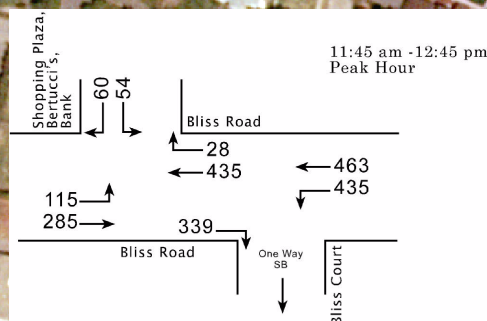 11:45 am -12:45 pm
Peak Hour
Shopping Plaza,
Bertucci's,
Bank
60
54
Bliss Road
28
435
463
435
115
285
339
Bliss Road
One Way
SB
Bliss Court